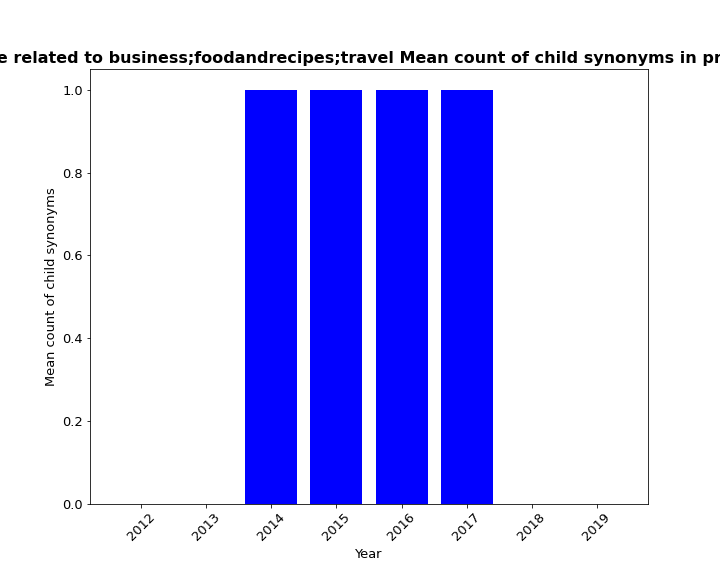 e related to business;foodandrecipes;travel Mean count of child synonyms in pr
1.0
0.8
0.6
0.4
0.2
0.0
Mean count of child synonyms
2012 2013 2014 2015 2016 2017 2018 2019
Year